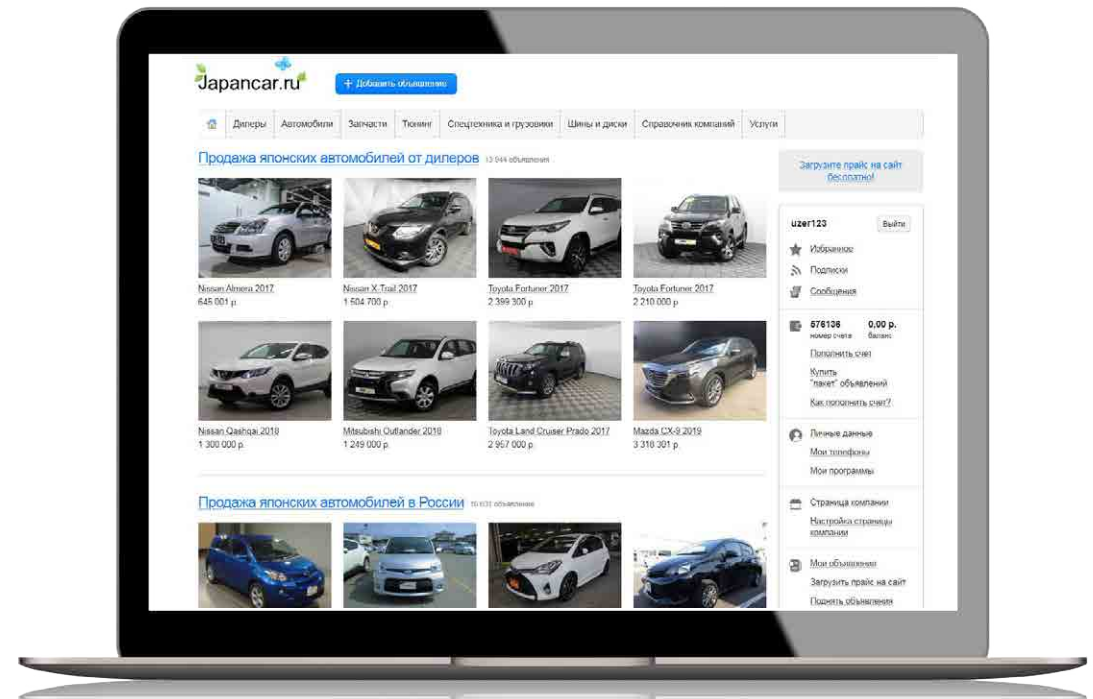 Japancar.ru
+ Добавить объявление
Дилеры Автомобили Запчасти Тюнинг Спецтехника и грузовики Шины и диски Справочник компаний Услуги
Продажа японских автомобилей от дилеров 13 944 объявления
Загрузите прайс на сайт
бесплатно!
uzer123 Выйти
Избранное
Подписки
Сообщения
Nissan Almera 2017 Nissan X-Trail 2017 Toyota Fortuner 2017 Toyota Fortuner 2017
1 504 700 р. 2 399 300 р. 2 210 000 р.
576136 0,00 р.
номер счета баланс
Пополнить счет
Купить
"пакет" объявлений
Как пополнить счет?
Nissan Qashqai 2018 Mitsubishi Outlander 2018 Toyota Land Cruiser Prado 2017 Mazda CX-9 2019
1 300 000 р. 1 249 000 р. 2 957 000 р. 3 318 301 р.
Личные данные
Мои телефоны
Мои программы
Продажа японских автомобилей в России объявления
Страница компании
Настройка страницы
компании
Мои объявления
Загрузить прайс на сайт
Поднять объявления